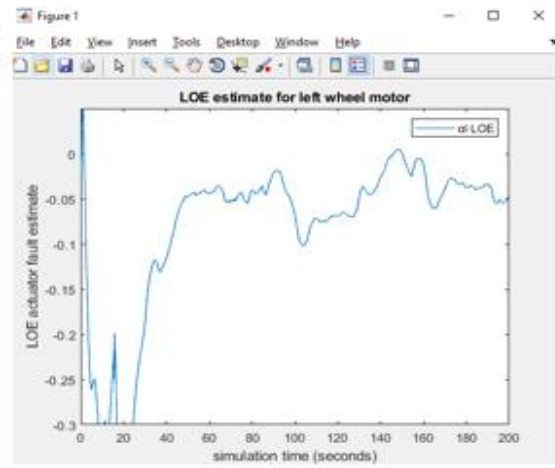 Figure 1
File Edit View Insert Tools Desktop Window Help
LOE estimate for left wheel motor
αl LOE
LOE actuator fault estimate
0
-0.05
-0.1
-0.15
-0.2
-0.25
-0.3
0 20 40 60 80 100 120 140 160 180 200
simulation time (seconds)